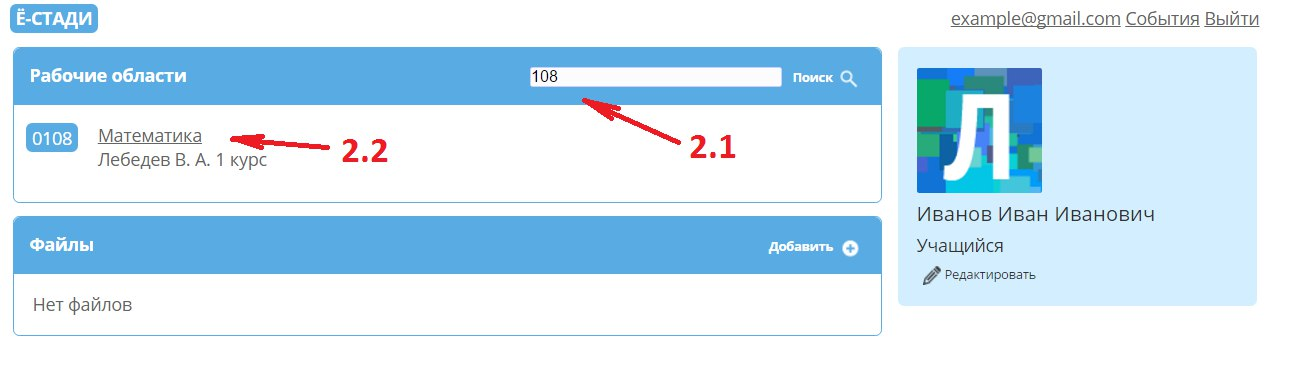 Ё-СТАДИ
example@gmail.com События Выйти
Рабочие области
108
Поиск
2.1
0108
Математика
2.2
Лебедев В. А. 1 курс
Файлы
Добавить
Нет файлов
Л
Иванов Иван Иванович
Учащийся
Редактировать